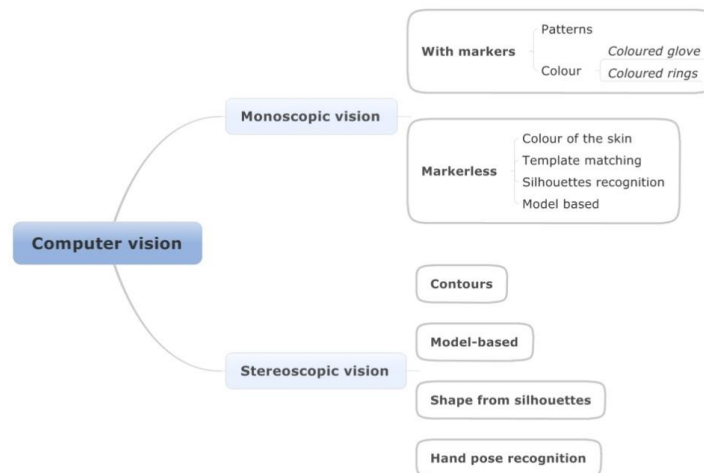 Computer vision
Monoscopic vision
With markers
Patterns
Colour
Coloured glove
Coloured rings
Markerless
Colour of the skin
Template matching
Silhouettes recognition
Model based
Stereoscopic vision
Contours
Model-based
Shape from silhouettes
Hand pose recognition